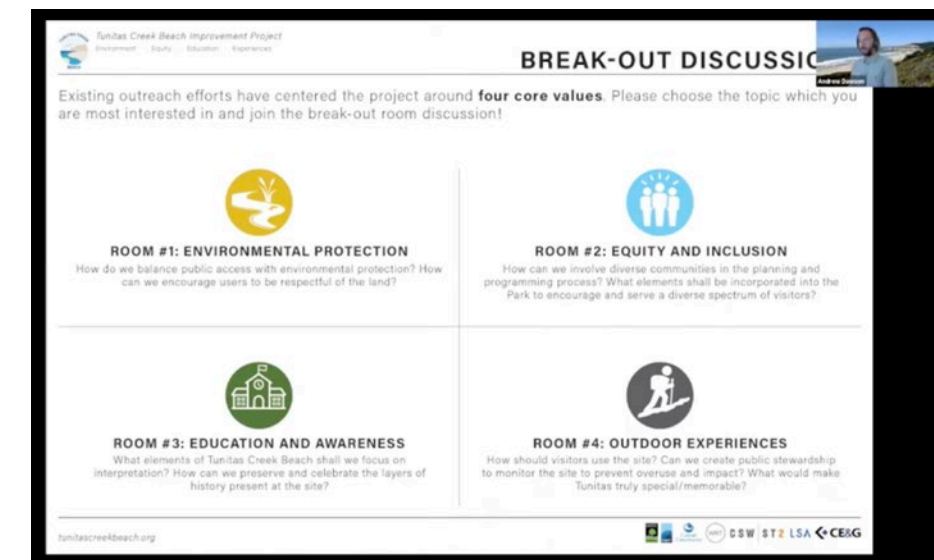 Tunitas Creek Beach Improvement Project
Environment Equity Education Experiences
BREAK-OUT DISCUSSIO
Andrew
Existing outreach efforts have centered the project around four core values. Please choose the topic which you
are most interested in and join the break-out room discussion!
ROOM #1: ENVIRONMENTAL PROTECTION
How do we balance public access with environmental protection? How
can we encourage users to be respectful of the land?
ROOM #2: EQUITY AND INCLUSION
How can we involve diverse communities in the planning and
programming process? What elements shall be incorporated into the
Park to encourage and serve a diverse spectrum of visitors?
ROOM #3: EDUCATION AND AWARENESS
What elements of Tunitas Creek Beach shall we focus on
interpretation? How can we preserve and celebrate the layers of
history present at the site?
ROOM #4: OUTDOOR EXPERIENCES
How should visitors use the site? Can we create public stewardship
to monitor the site to prevent overuse and impact? What would make
Tunitas truly special/memorable?
tunitascreekbeach.org
CSW ST2 LSA CE&G